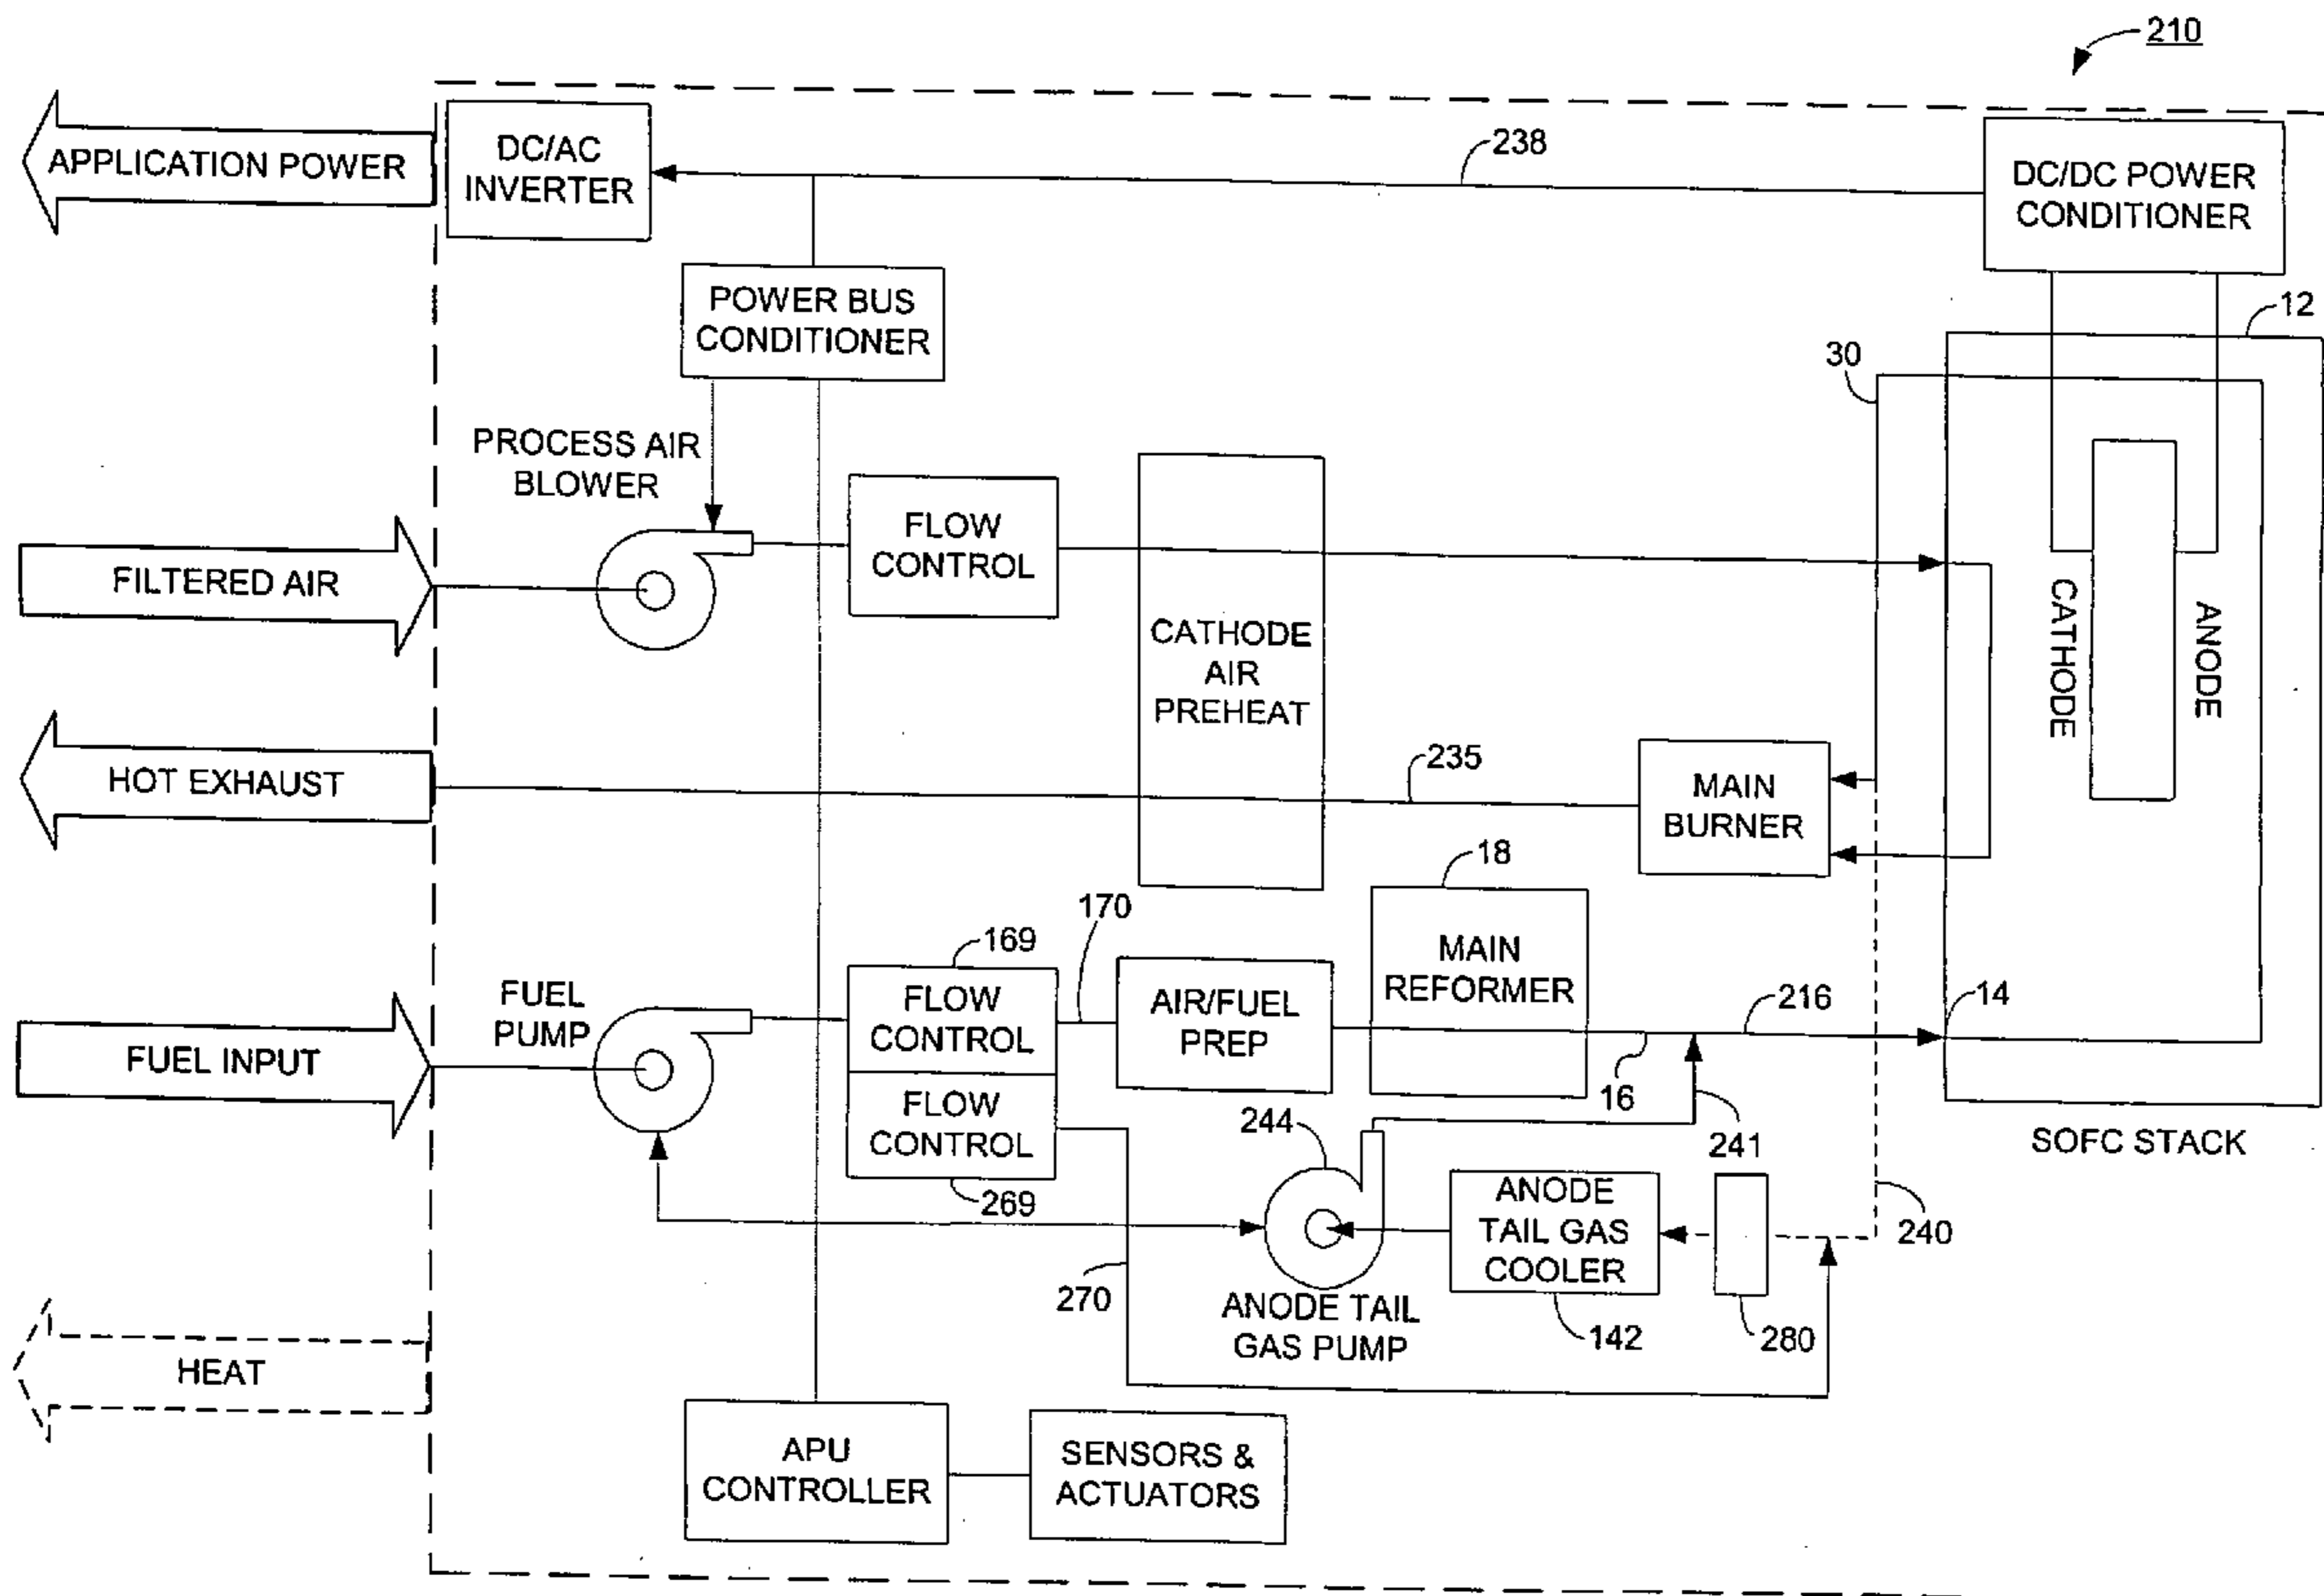 210
APPLICATION POWER
DC/AC
INVERTER
238
DC/DC POWER
CONDITIONER
POWER BUS
CONDITIONER
12
30
PROCESS AIR
BLOWER
FLOW
CONTROL
FILTERED AIR
CATHODE
AIR
PREHEAT
CATHODE
ANODE
HOT EXHAUST
235
MAIN
BURNER
18
170
169
FUEL
PUMP
FLOW
CONTROL
AIR/FUEL
PREP
MAIN
REFORMER
216
14
FUEL INPUT
FLOW
CONTROL
16
244
241
SOFC STACK
269
ANODE
TAIL GAS
COOLER
240
270
ANODE TAIL
GAS PUMP
142
280
HEAT
APU
CONTROLLER
SENSORS &
ACTUATORS